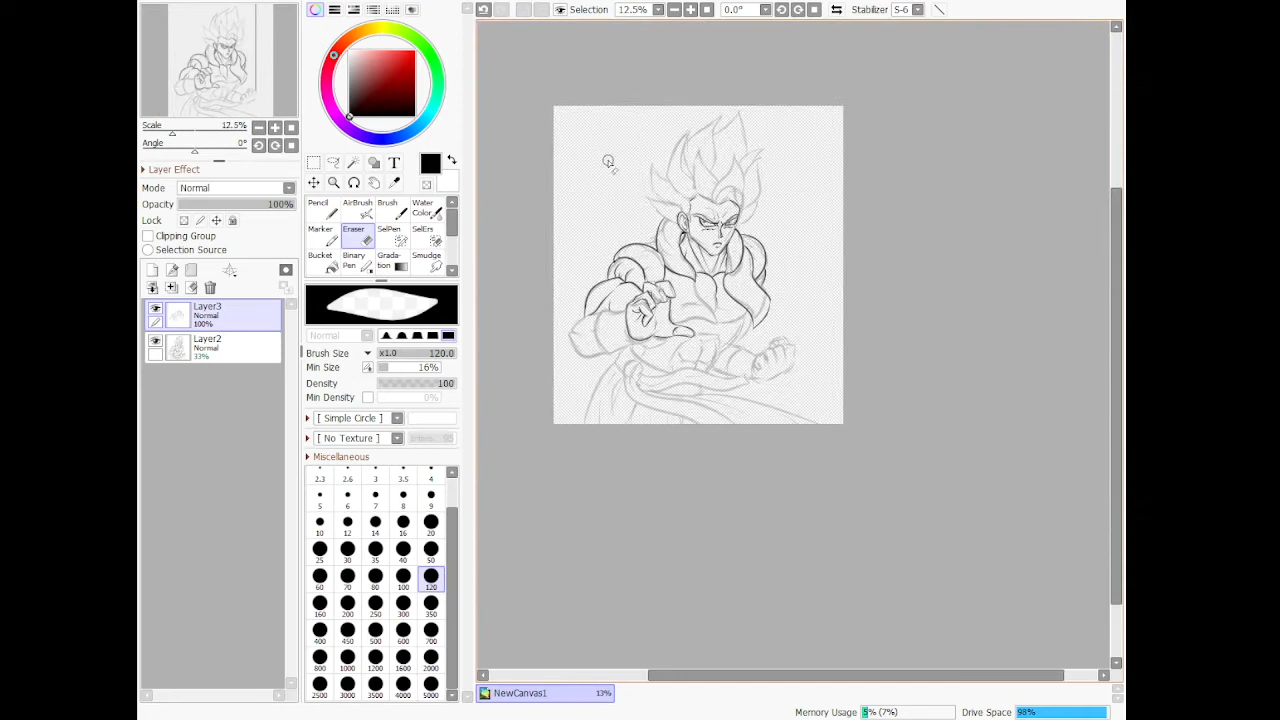 Selection 12.5% 0.0° Stabilizer S-6
Scale 12.5%
Angle 0°
Layer Effect
Mode Normal
Opacity 100%
Lock
Clipping Group
Selection Source
Layer3
Normal
100%
Layer2
Normal
33%
T
Pencil AirBrush Brush Water Color
Marker Eraser SelPen SelErs
Bucket Binary Pen Grada-tion Smudge
Normal
Brush Size x1.0 120.0
Min Size 16%
Density 100
Min Density 0%
[ Simple Circle ]
[ No Texture ]
Miscellaneous
2.3 2.6 3 3.5 4
5 6 7 8 9
10 12 14 16 20
25 30 35 40 50
60 70 80 100 120
160 200 250 300 350
400 450 500 600 700
800 1000 1200 1600 2000
2500 3000 3500 4000 5000
NewCanvas1 13%
Memory Usage 5% (7%) Drive Space 98%